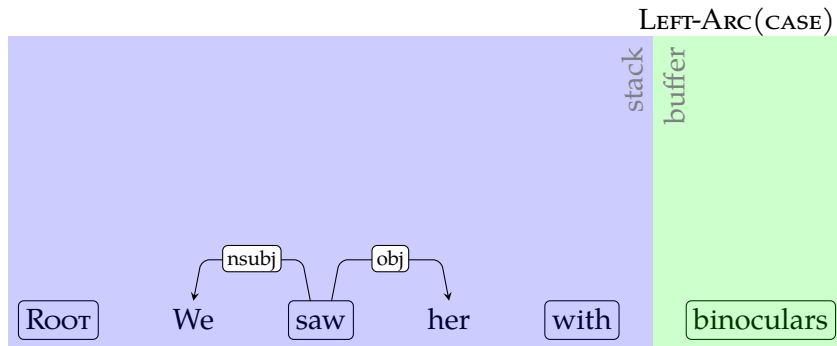 LEFT-ARC(CASE)
stack
buffer
nsubj obj
ROOT We saw her with binoculars